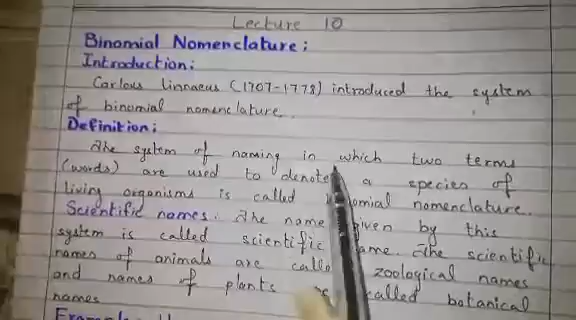 Lecture 10
Binomial Nomenclature:
Introduction:
Carlous Linnaeus (1707-1778) introduced the system
of binomial nomenclature.
Definition:
The system of naming in which two terms
(words) are used to denote a species of
living organisms is called nomenclature.
Scientific names: The name given by this
system is called scientific name. The scientific
names of animals are zoological names
and names of plants called botanical
names